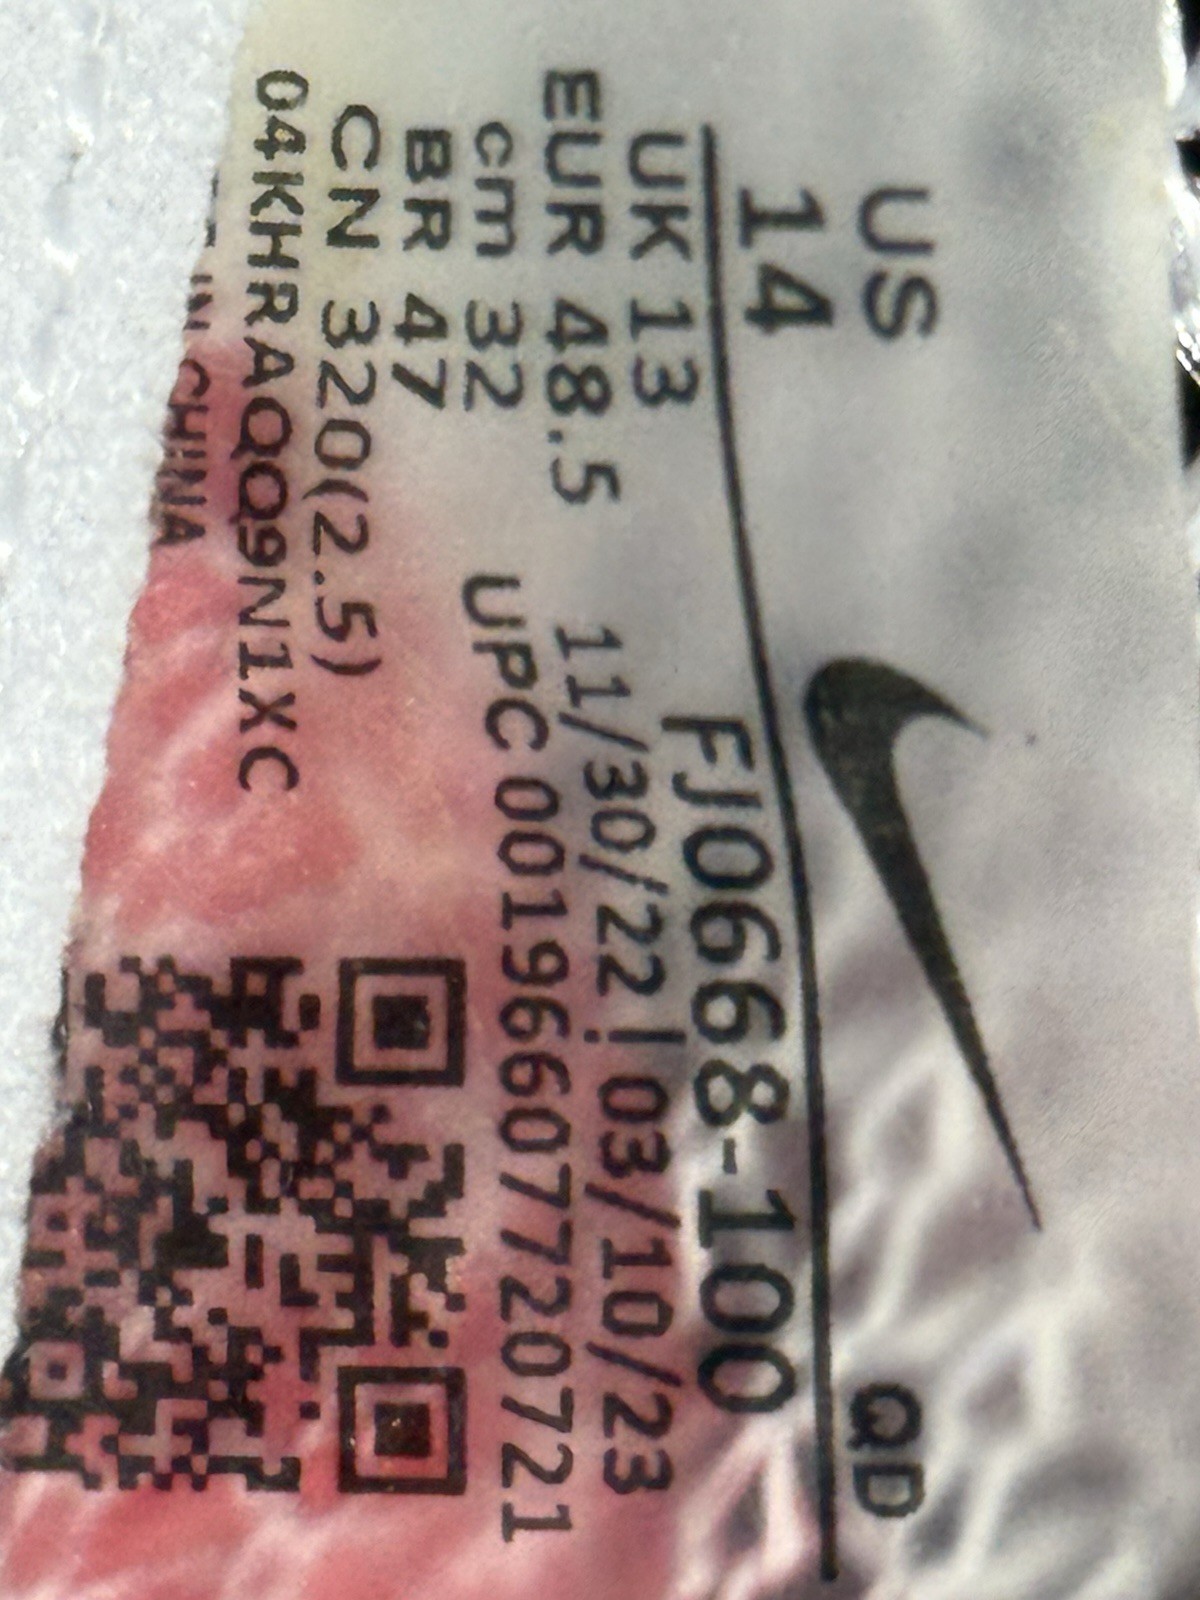 US
14
QD
UK 13
FJ0668-100
EUR 48.5
11/30/22 | 03/10/23
cm 32
UPC 00196607720721
BR 47
CN 320(2.5)
04KHRAQQ9N1XC
IN CHINA